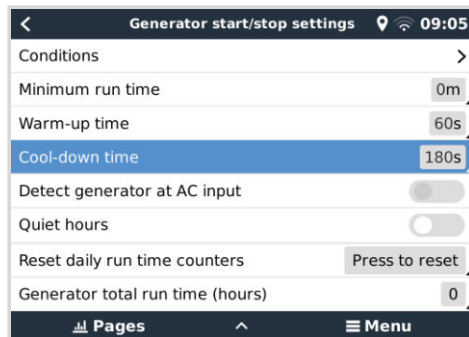 Generator start/stop settings 09:05
Conditions
Minimum run time 0m
Warm-up time 60s
Cool-down time 180s
Detect generator at AC input
Quiet hours
Reset daily run time counters Press to reset
Generator total run time (hours) 0
Pages Menu